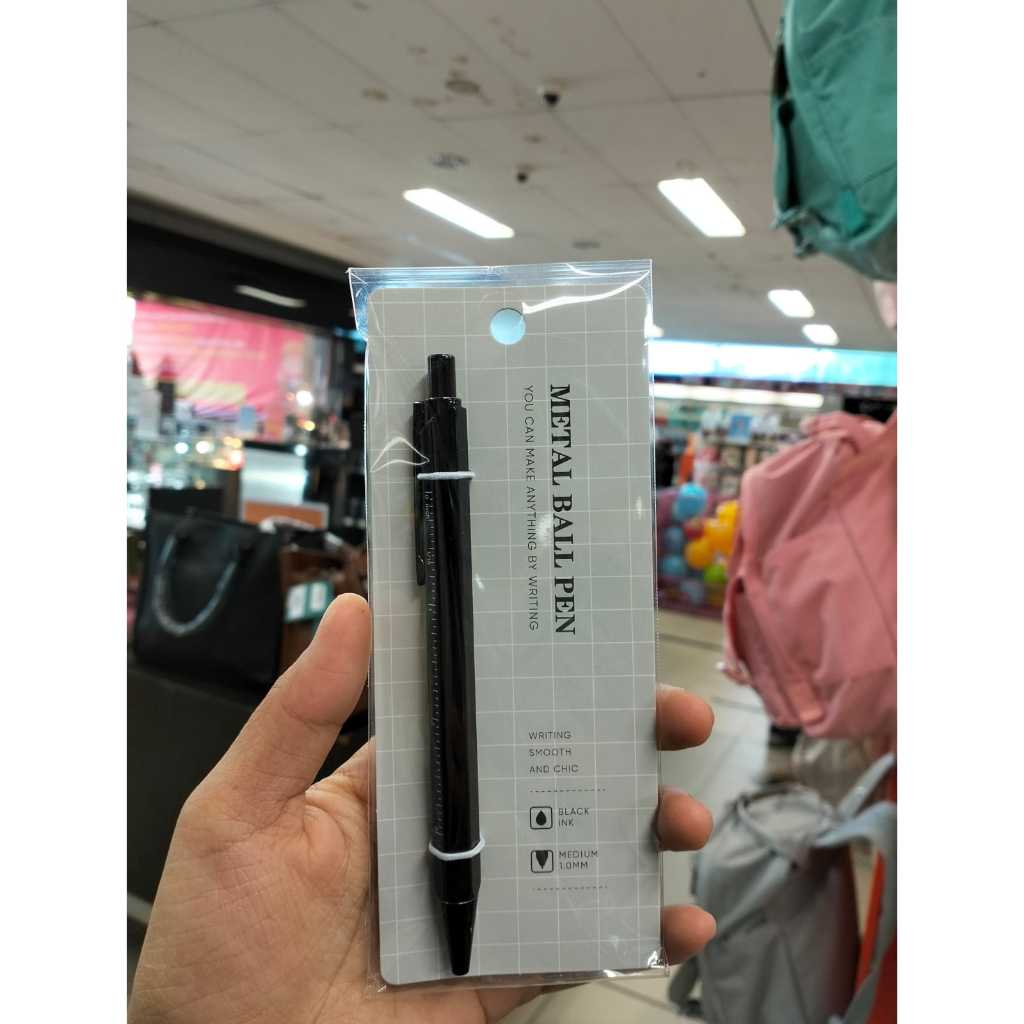 METAL BALL PEN
YOU CAN MAKE ANYTHING BY WRITING
WRITING
SMOOTH
AND CHIC
BLACK
INK
MEDIUM
1.0MM